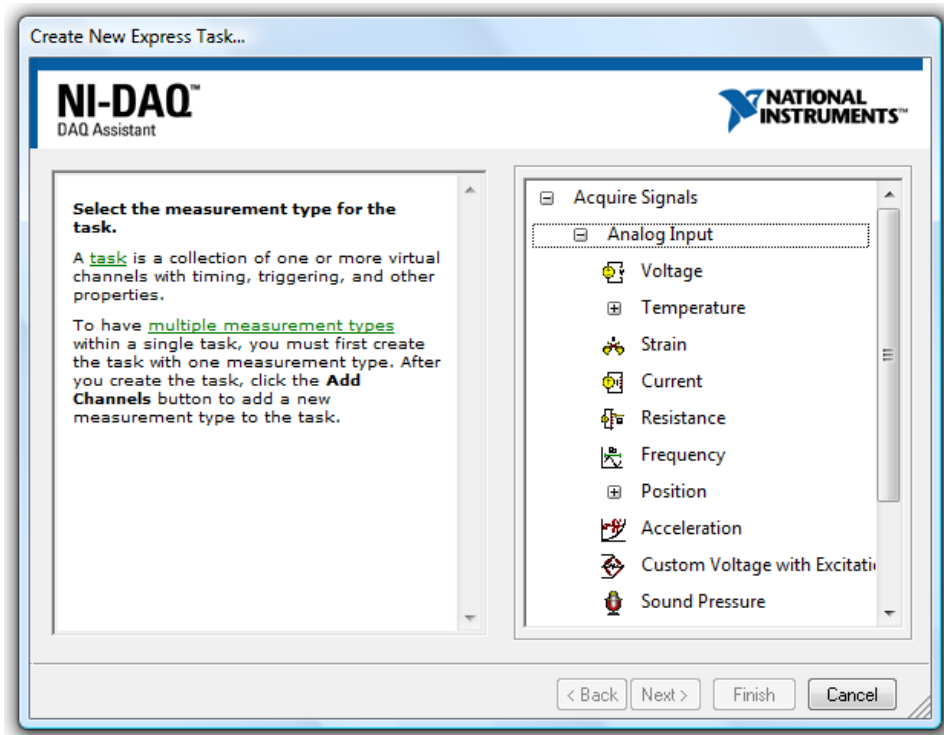 Create New Express Task...
NI-DAQ™
DAQ Assistant
NATIONAL
INSTRUMENTS™
Select the measurement type for the
task.
A task is a collection of one or more virtual
channels with timing, triggering, and other
properties.
To have multiple measurement types
within a single task, you must first create
the task with one measurement type. After
you create the task, click the Add
Channels button to add a new
measurement type to the task.
Acquire Signals
Analog Input
Voltage
Temperature
Strain
Current
Resistance
Frequency
Position
Acceleration
Custom Voltage with Excitati
Sound Pressure
< Back Next > Finish Cancel